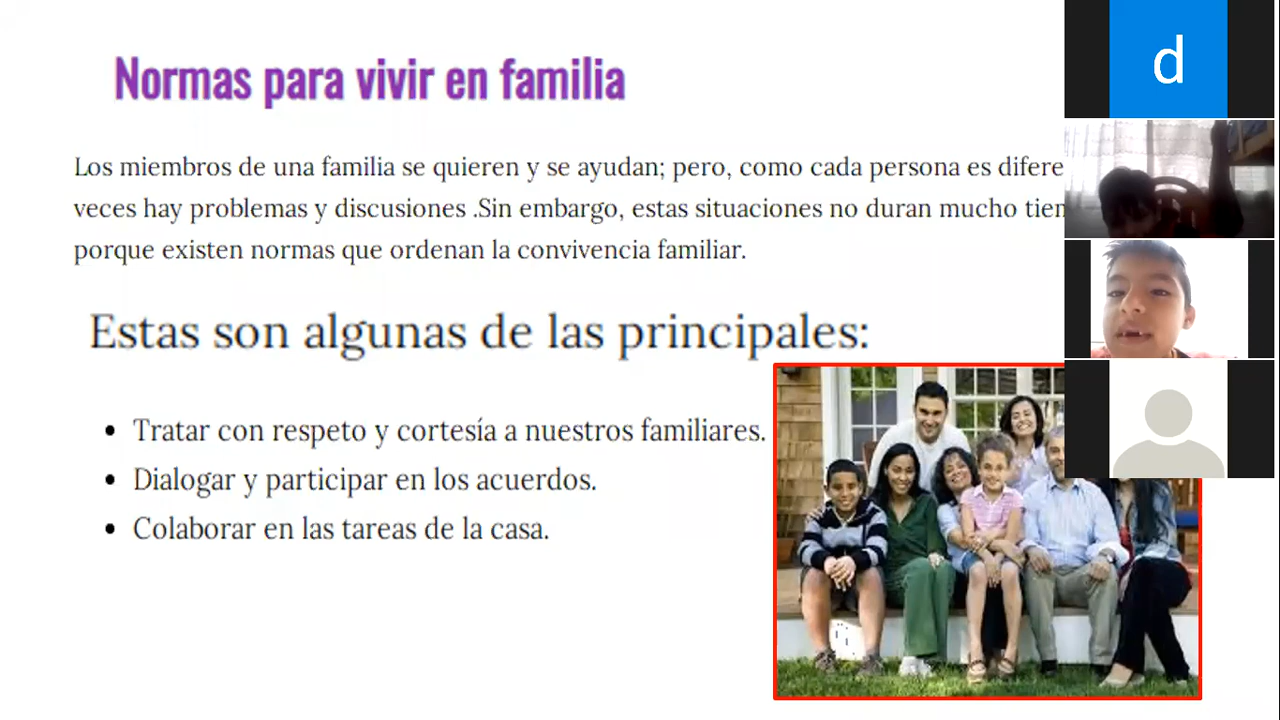 Normas para vivir en familia
Los miembros de una familia se quieren y se ayudan; pero, como cada persona es difere
veces hay problemas y discusiones .Sin embargo, estas situaciones no duran mucho tien
porque existen normas que ordenan la convivencia familiar.
Estas son algunas de las principales:
• Tratar con respeto y cortesía a nuestros familiares.
• Dialogar y participar en los acuerdos.
• Colaborar en las tareas de la casa.
d